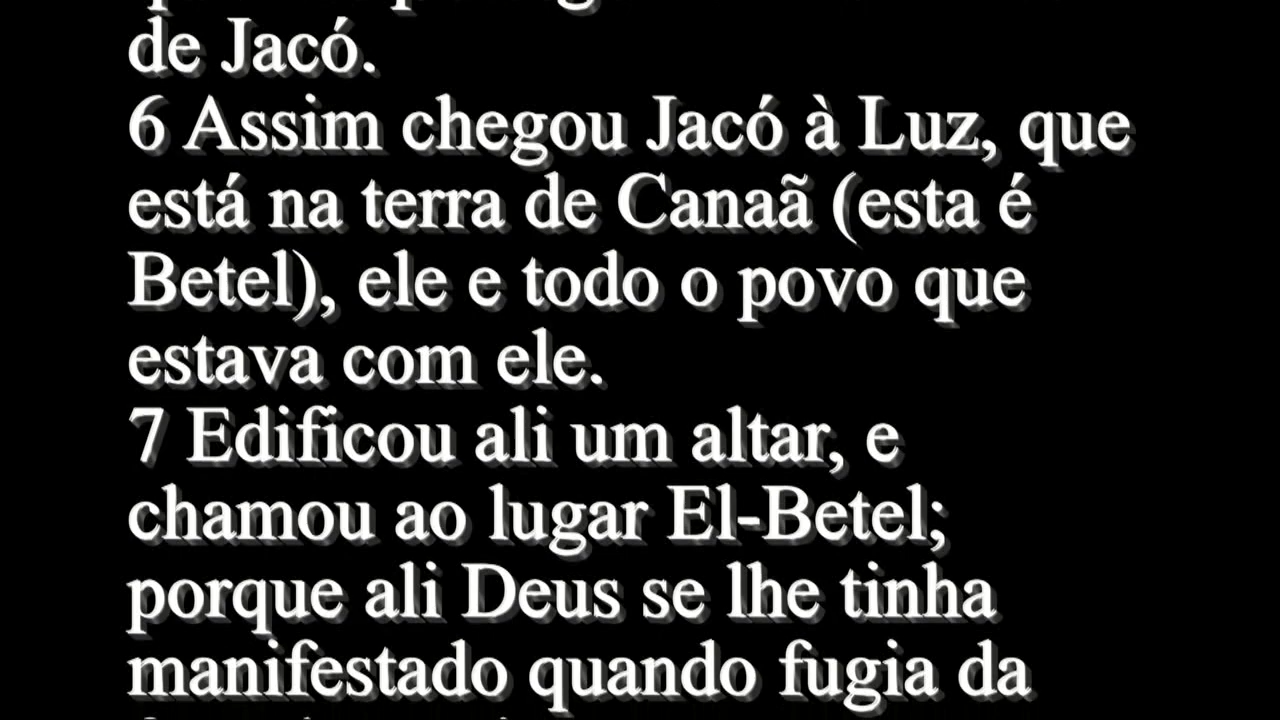 de Jacó.
6 Assim chegou Jacó à Luz, que
está na terra de Canaã (esta é
Betel), ele e todo o povo que
estava com ele.
7 Edificou ali um altar, e
chamou ao lugar El-Betel;
porque ali Deus se lhe tinha
manifestado quando fugia da